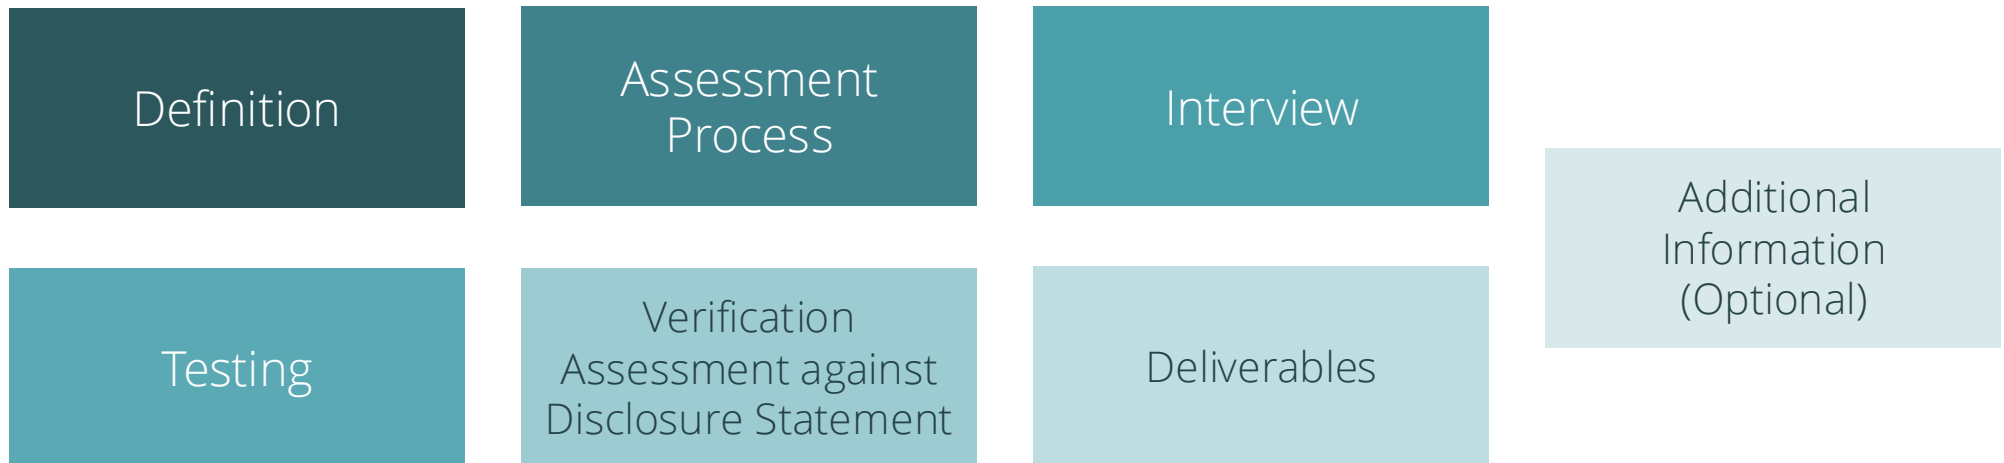 Definition
Assessment
Process
Interview
Testing
Verification
Assessment against
Disclosure Statement
Deliverables
Additional
Information
(Optional)